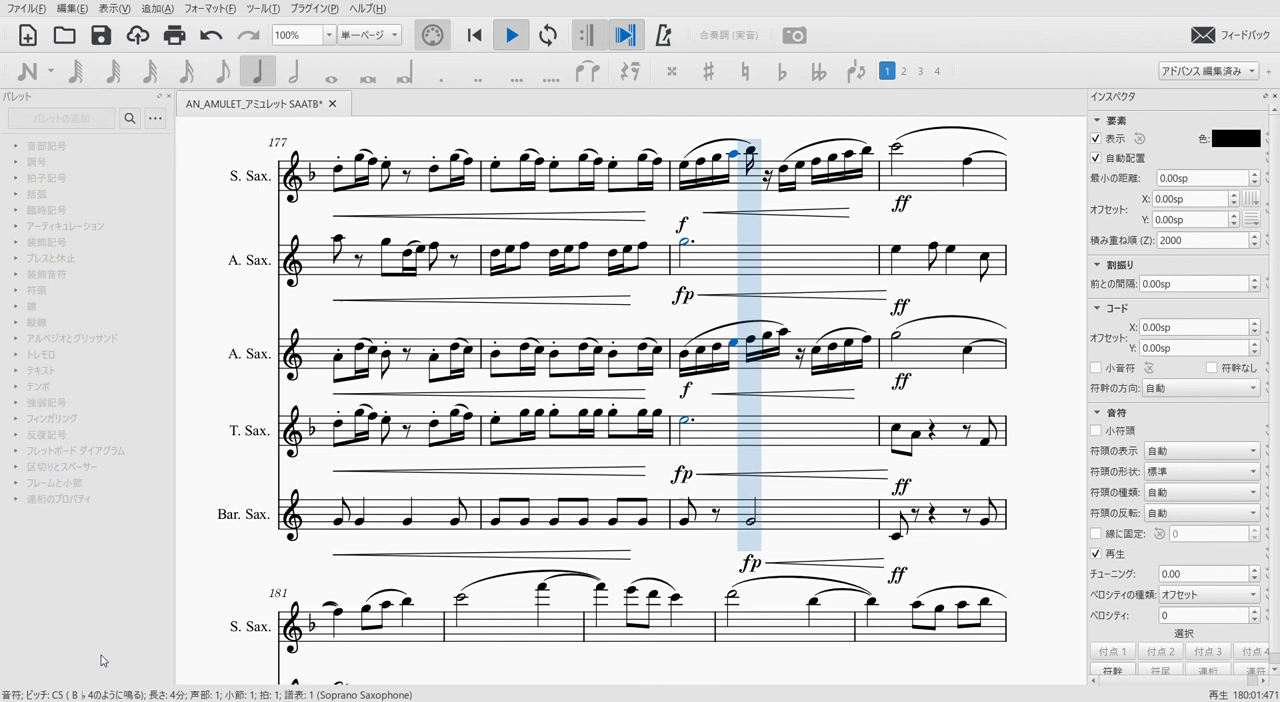 ファイル(F) 編集(E) 表示(V) 追加(A) フォーマット(F) ツール(T) プラグイン(P) ヘルプ(H)
100% 単一ページ 合奏調 (実音) フィードバック
1 2 3 4 アドバンス 編集済み +
パレット
AN_AMULET_アミュレット SAATB*
インスペクタ
パレットの追加
音部記号
調号
拍子記号
括弧
臨時記号
アーティキュレーション
装飾記号
ブレスと休止
装飾音符
符頭
線
縦線
アルペジオとグリッサンド
トレモロ
テキスト
テンポ
強弱記号
フィンガリング
反復記号
フレットボード ダイアグラム
区切りとスペーサー
フレームと小節
連桁のプロパティ
177
S. Sax.
f ff
A. Sax.
fp ff
A. Sax.
f ff
T. Sax.
fp ff
Bar. Sax.
fp ff
181
S. Sax.
要素
表示 色:
自動配置
最小の距離: 0.00sp
オフセット: X: 0.00sp
Y: 0.00sp
積み重ね順 (Z): 2000
割振り
前との間隔: 0.00sp
コード
オフセット: X: 0.00sp
Y: 0.00sp
小音符 符幹なし
符幹の方向: 自動
音符
小符頭
符頭の表示 自動
符頭の形状: 標準
符頭の種類: 自動
符頭の反転: 自動
線に固定: 0
再生
チューニング: 0.00
ベロシティの種類: オフセット
ベロシティ: 0
選択
付点 1 付点 2 付点 3 付点 4
符幹 符尾 連桁
音符; ピッチ: C5 ( B♭4のように鳴る); 長さ: 4分; 声部: 1; 小節: 1; 拍: 1; 譜表: 1 (Soprano Saxophone)
再生 180:01:471